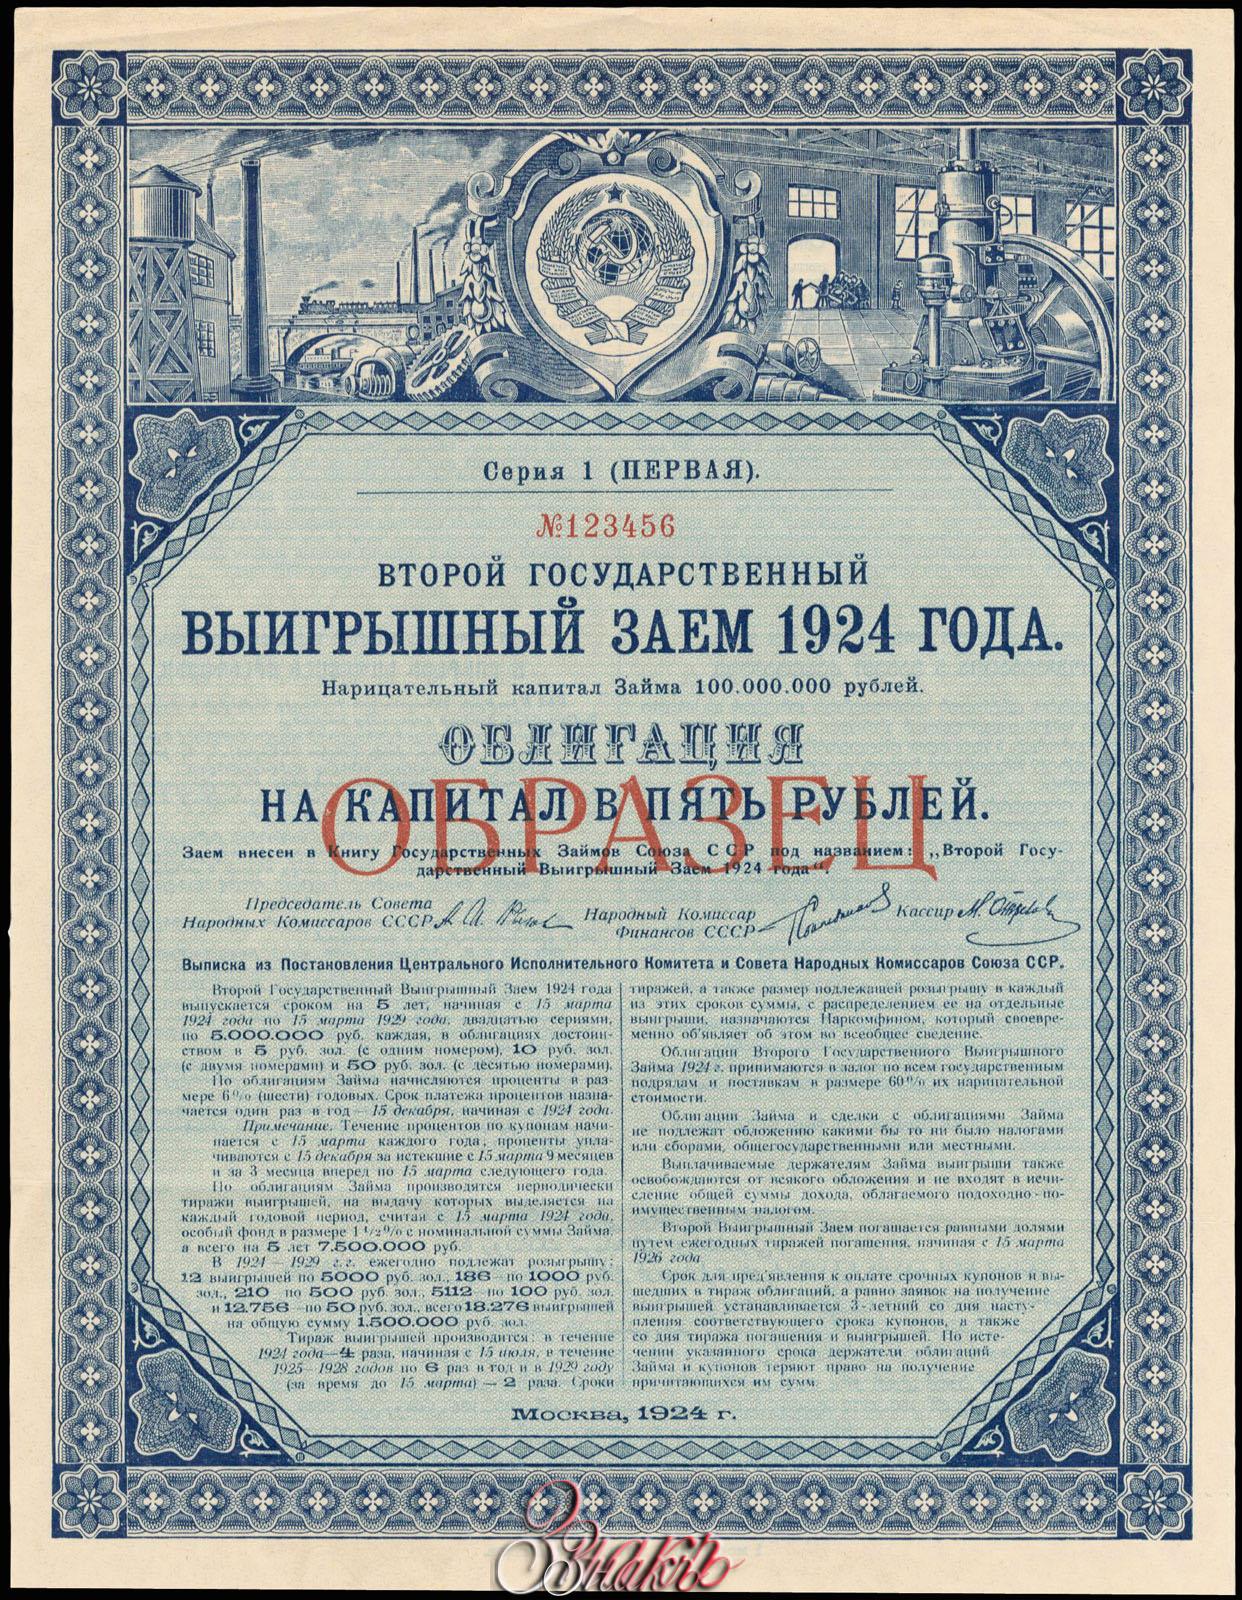 Серия 1 (ПЕРВАЯ).
№123456
ВТОРОЙ ГОСУДАРСТВЕННЫЙ
ВЫИГРЫШНЫЙ ЗАЕМ 1924 ГОДА.
Нарицательный капитал Займа 100.000.000 рублей.
ОБЛИГАЦИЯ
ОБРАЗЕЦ
НА КАПИТАЛ В ПЯТЬ РУБЛЕЙ.
Заем внесен в Книгу Государственных Займов Союза ССР под названием: „Второй Госу-
дарственный Выигрышный Заем 1924 года“.
Председатель Совета
Народных Комиссаров СССР
Народный Комиссар
Финансов СССР
Кассир
Выписка из Постановления Центрального Исполнительного Комитета и Совета Народных Комиссаров Союза ССР.
Второй Государственный Выигрышный Заем 1924 года
выпускается сроком на 5 лет, начиная с 15 марта
1924 года по 15 марта 1929 года, двадцатью сериями,
по 5.000.000 руб. каждая, в облигациях достоин-
ством в 5 руб. зол. (с одним номером), 10 руб. зол.
(с двумя номерами) и 50 руб. зол. (с десятью номерами).
По облигациям Займа начисляются проценты в раз-
мере 6% (шести) годовых. Срок платежа процентов назна-
чается один раз в год — 15 декабря, начиная с 1924 года.
Примечание. Течение процентов по купонам начи-
нается с 15 марта каждого года; проценты упла-
чиваются с 15 декабря за истекшие с 15 марта 9 месяцев
и за 3 месяца вперед по 15 марта следующего года.
По облигациям Займа производятся периодически
тиражи выигрышей, на выдачу которых выделяется на
каждый годовой период, считая с 15 марта 1924 года,
особый фонд в размере 1½% с номинальной суммы Займа,
а всего на 5 лет 7.500.000 руб.
В 1924—1929 г.г. ежегодно подлежат розыгрышу:
12 выигрышей по 5000 руб. зол., 186—по 1000 руб.
зол., 210—по 500 руб. зол., 5112—по 100 руб. зол.
и 12.756—по 50 руб. зол., всего 18.276 выигрышей
на общую сумму 1.500.000 руб. зол.
Тираж выигрышей производится: в течение
1924 года—4 раза, начиная с 15 июля, в течение
1925—1928 годов по 6 раз в год и в 1929 году
(за время до 15 марта)—2 раза. Сроки
тиражей, а также размер подлежащей розыгрышу в каждый
из этих сроков суммы, с распределением ее на отдельные
выигрыши, назначаются Наркомфином, который своевре-
менно об'являет об этом во всеобщее сведение.
Облигации Второго Государственного Выигрышного
Займа 1924 г. принимаются в залог по всем государственным
подрядам и поставкам в размере 60% их нарицательной
стоимости.
Облигации Займа и сделки с облигациями Займа
не подлежат обложению какими бы то ни было налогами
или сборами, общегосударственными или местными.
Выплачиваемые держателям Займа выигрыши также
освобождаются от всякого обложения и не входят в исчи-
сление общей суммы дохода, облагаемого подоходно-по-
имущественным налогом.
Второй Выигрышный Заем погашается равными долями
путем ежегодных тиражей погашения, начиная с 15 марта
1926 года
Срок для пред'явления к оплате срочных купонов и вы-
шедших в тираж облигаций, а равно заявок на получение
выигрышей устанавливается 3-летний со дня насту-
пления соответствующего срока купонов, а также
со дня тиража погашения и выигрышей. По исте-
чении указанного срока держатели облигаций
Займа и купонов теряют право на получение
причитающихся им сумм.
Москва, 1924 г.
Знакъ